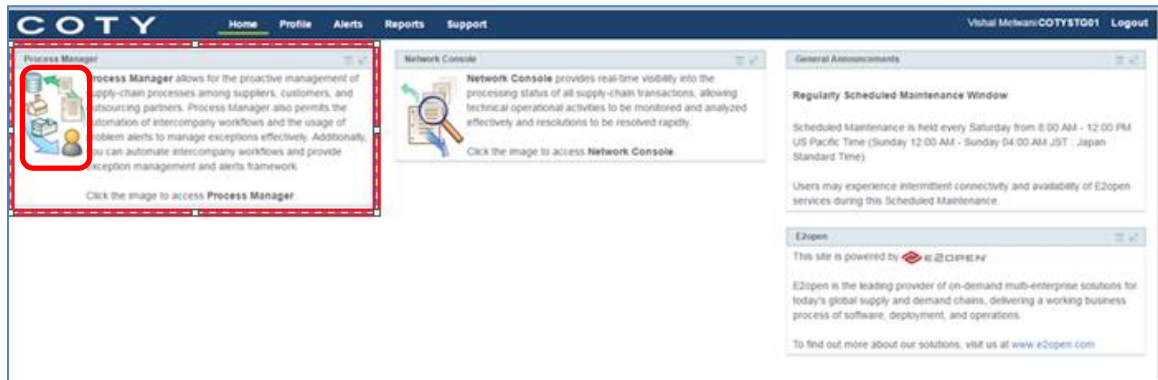 COTY Home Profile Alerts Reports Support Vishal Melwani COTYSTG01 Logout
Process Manager
Process Manager allows for the proactive management of
supply-chain processes among suppliers, customers, and
outsourcing partners. Process Manager also permits the
automation of intercompany workflows and the usage of
problem alerts to manage exceptions effectively. Additionally,
you can automate intercompany workflows and provide
exception management and alerts framework.
Click the image to access Process Manager.
Network Console
Network Console provides real-time visibility into the
processing status of all supply-chain transactions, allowing
technical operational activities to be monitored and analyzed
effectively and resolutions to be resolved rapidly.
Click the image to access Network Console.
General Announcements
Regularly Scheduled Maintenance Window
Scheduled Maintenance is held every Saturday from 8:00 AM - 12:00 PM
US Pacific Time (Sunday 12:00 AM - Sunday 04:00 AM JST : Japan
Standard Time).
Users may experience intermittent connectivity and availability of E2open
services during this Scheduled Maintenance.
E2open
This site is powered by E2OPEN
E2open is the leading provider of on-demand multi-enterprise solutions for
today's global supply and demand chains, delivering a working business
process of software, deployment, and operations.
To find out more about our solutions, visit us at www.e2open.com